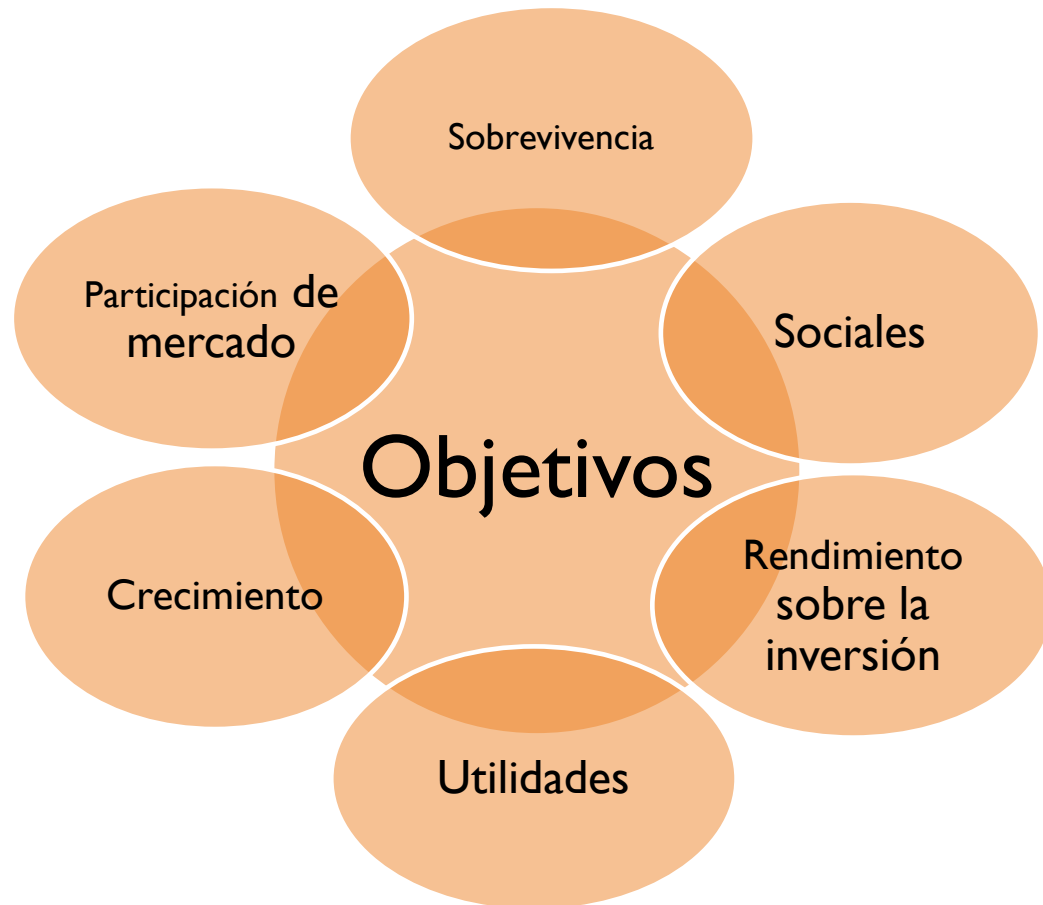 Sobrevivencia
Participación de
mercado
Sociales
Objetivos
Crecimiento
Rendimiento
sobre la
inversión
Utilidades